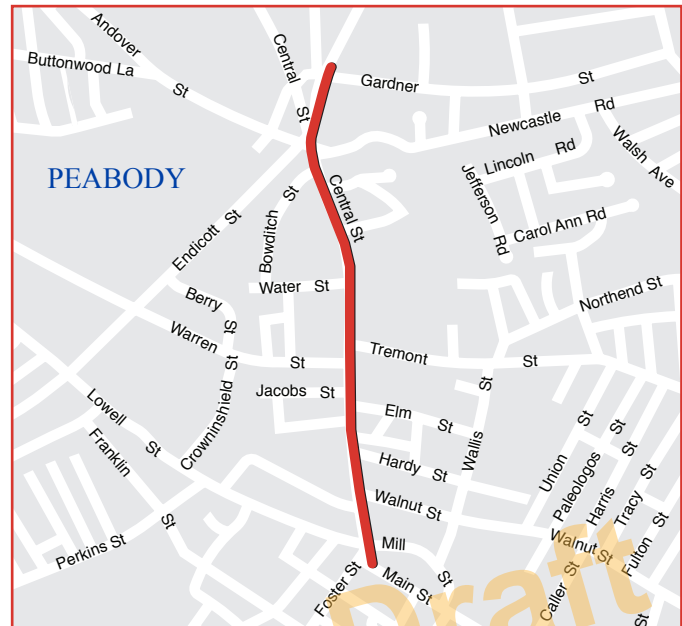 Andover
St
Buttonwood La
Central
St
Gardner
St
Newcastle
Rd
Walsh Ave
Lincoln Rd
Jefferson
Rd
Carol Ann Rd
PEABODY
Central St
Bowditch
St
Endicott St
Water St
Berry
St
Northend St
Warren
St
Tremont
St
Crowninshield St
Jacobs St
Elm
St
Wallis
St
Lowell
St
Franklin
St
Hardy St
Walnut St
Union
St
Paleologos
St
Harris
St
Tracy
St
Fulton
St
Walnut St
Perkins St
Mill
St
Foster St
Main St
Caller St
St
Draft